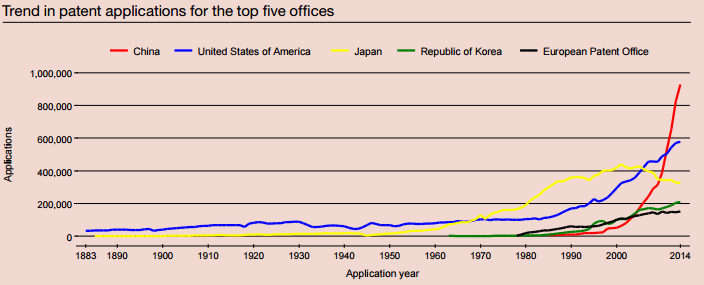 Trend in patent applications for the top five offices
China United States of America Japan Republic of Korea European Patent Office
1,000,000
800,000
600,000
400,000
200,000
0
Applications
1883 1890 1900 1910 1920 1930 1940 1950 1960 1970 1980 1990 2000 2014
Application year